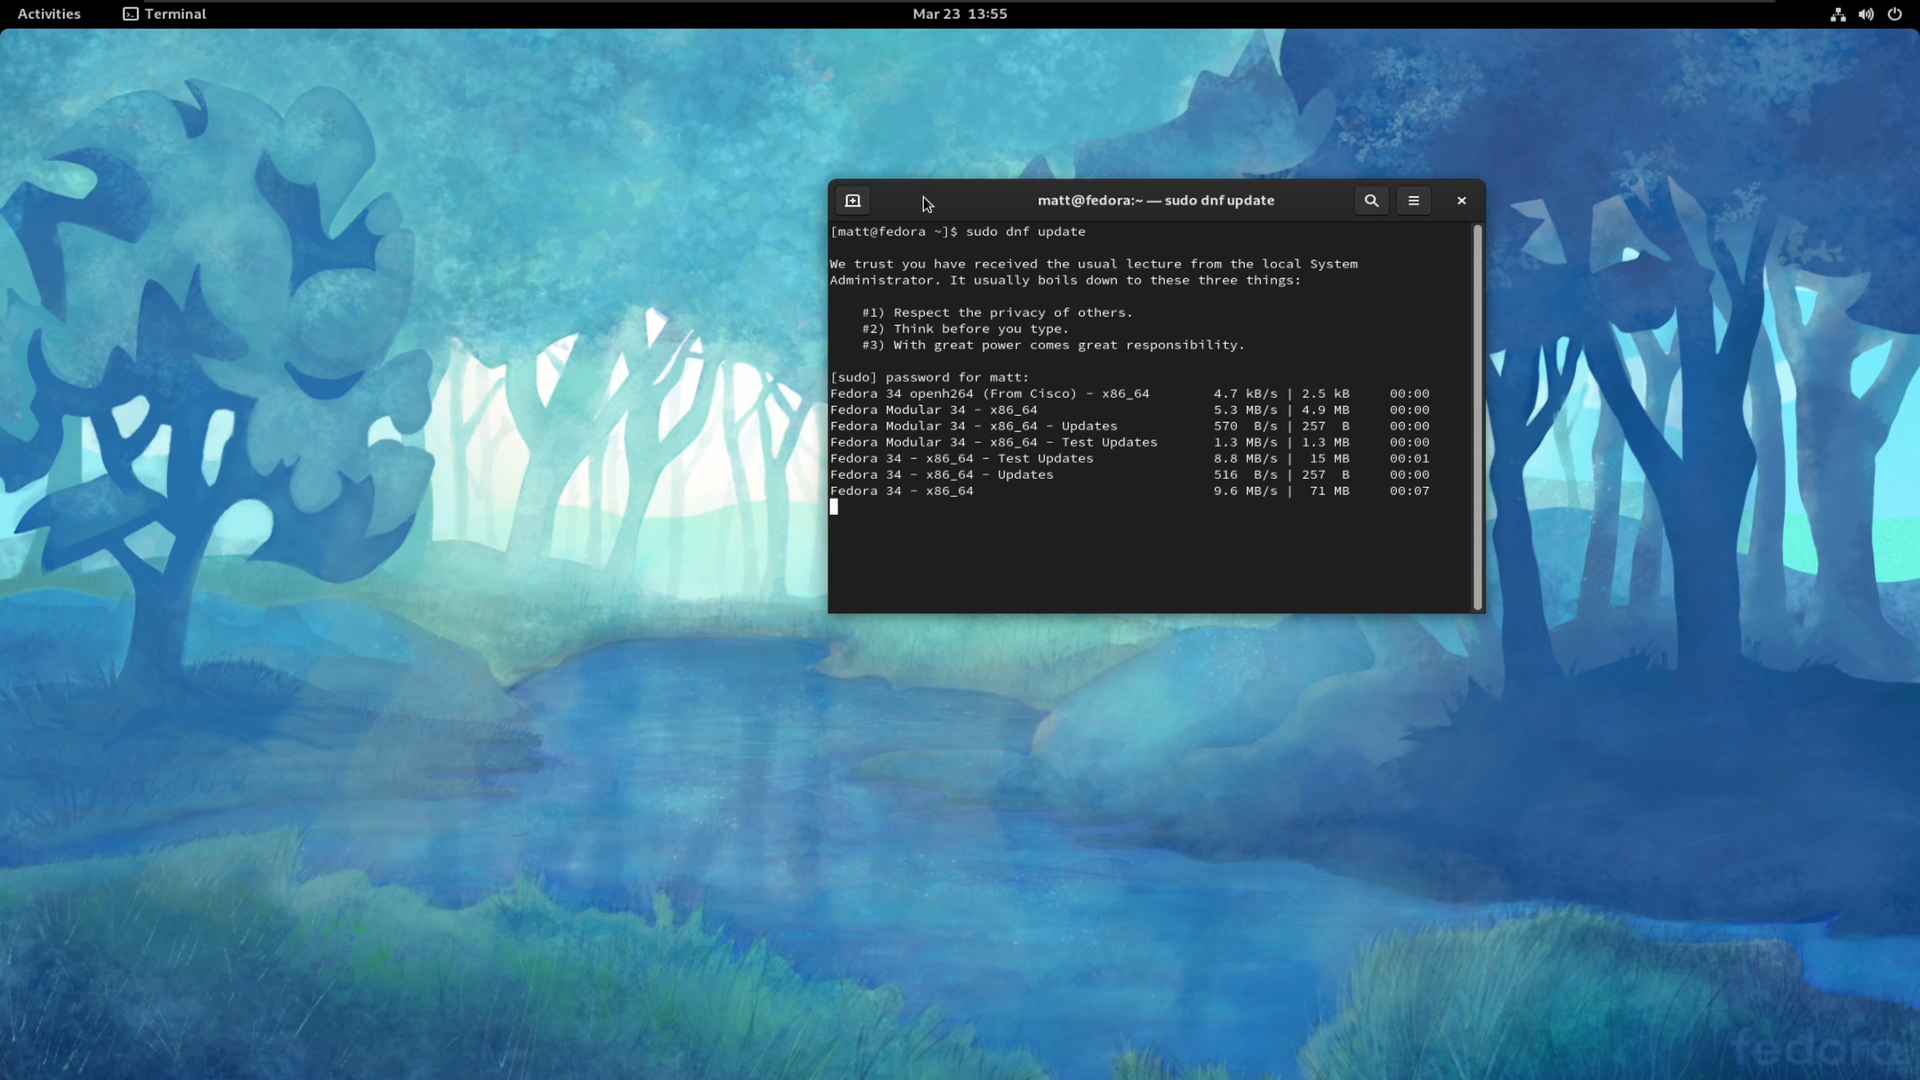 Activities Terminal Mar 23 13:55
matt@fedora:~ — sudo dnf update
[matt@fedora ~]$ sudo dnf update
We trust you have received the usual lecture from the local System
Administrator. It usually boils down to these three things:
#1) Respect the privacy of others.
#2) Think before you type.
#3) With great power comes great responsibility.
[sudo] password for matt:
Fedora 34 openh264 (From Cisco) - x86_64 4.7 kB/s | 2.5 kB 00:00
Fedora Modular 34 - x86_64 5.3 MB/s | 4.9 MB 00:00
Fedora Modular 34 - x86_64 - Updates 570 B/s | 257 B 00:00
Fedora Modular 34 - x86_64 - Test Updates 1.3 MB/s | 1.3 MB 00:00
Fedora 34 - x86_64 - Test Updates 8.8 MB/s | 15 MB 00:01
Fedora 34 - x86_64 - Updates 516 B/s | 257 B 00:00
Fedora 34 - x86_64 9.6 MB/s | 71 MB 00:07
fedora